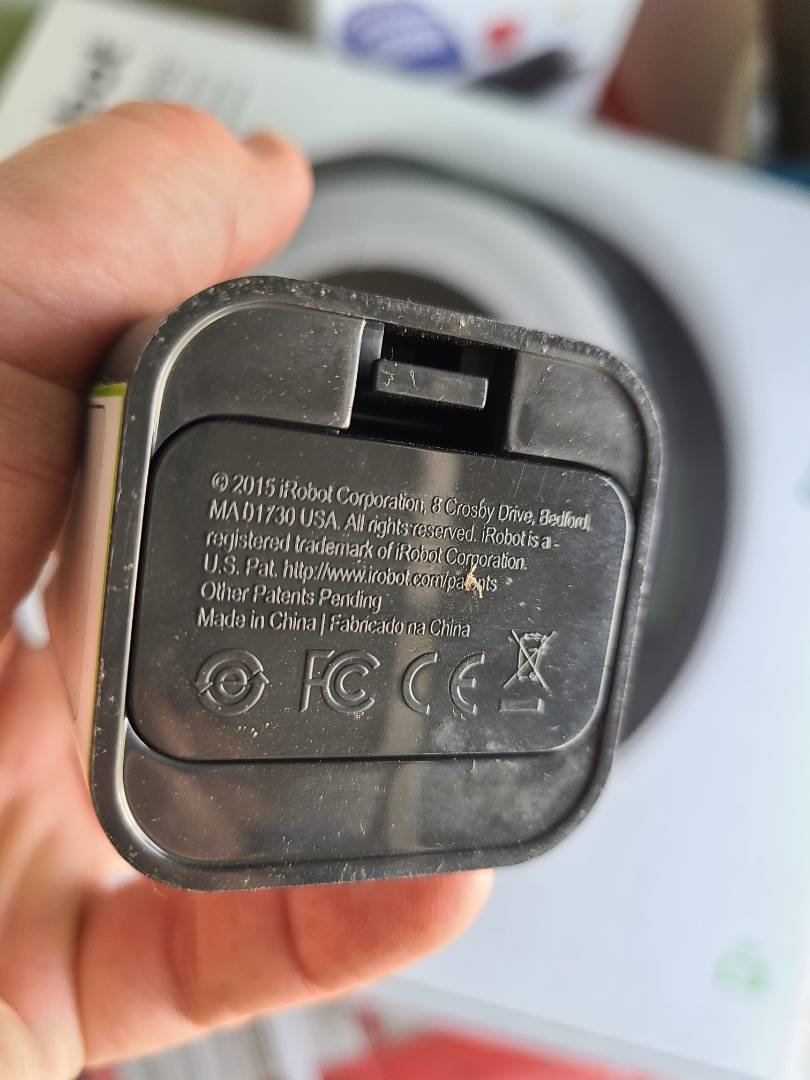 © 2015 iRobot Corporation, 8 Crosby Drive, Bedford,
MA 01730 USA. All rights reserved. iRobot is a
registered trademark of iRobot Corporation.
U.S. Pat. http://www.irobot.com/patents
Other Patents Pending
Made in China | Fabricado na China
FC CE